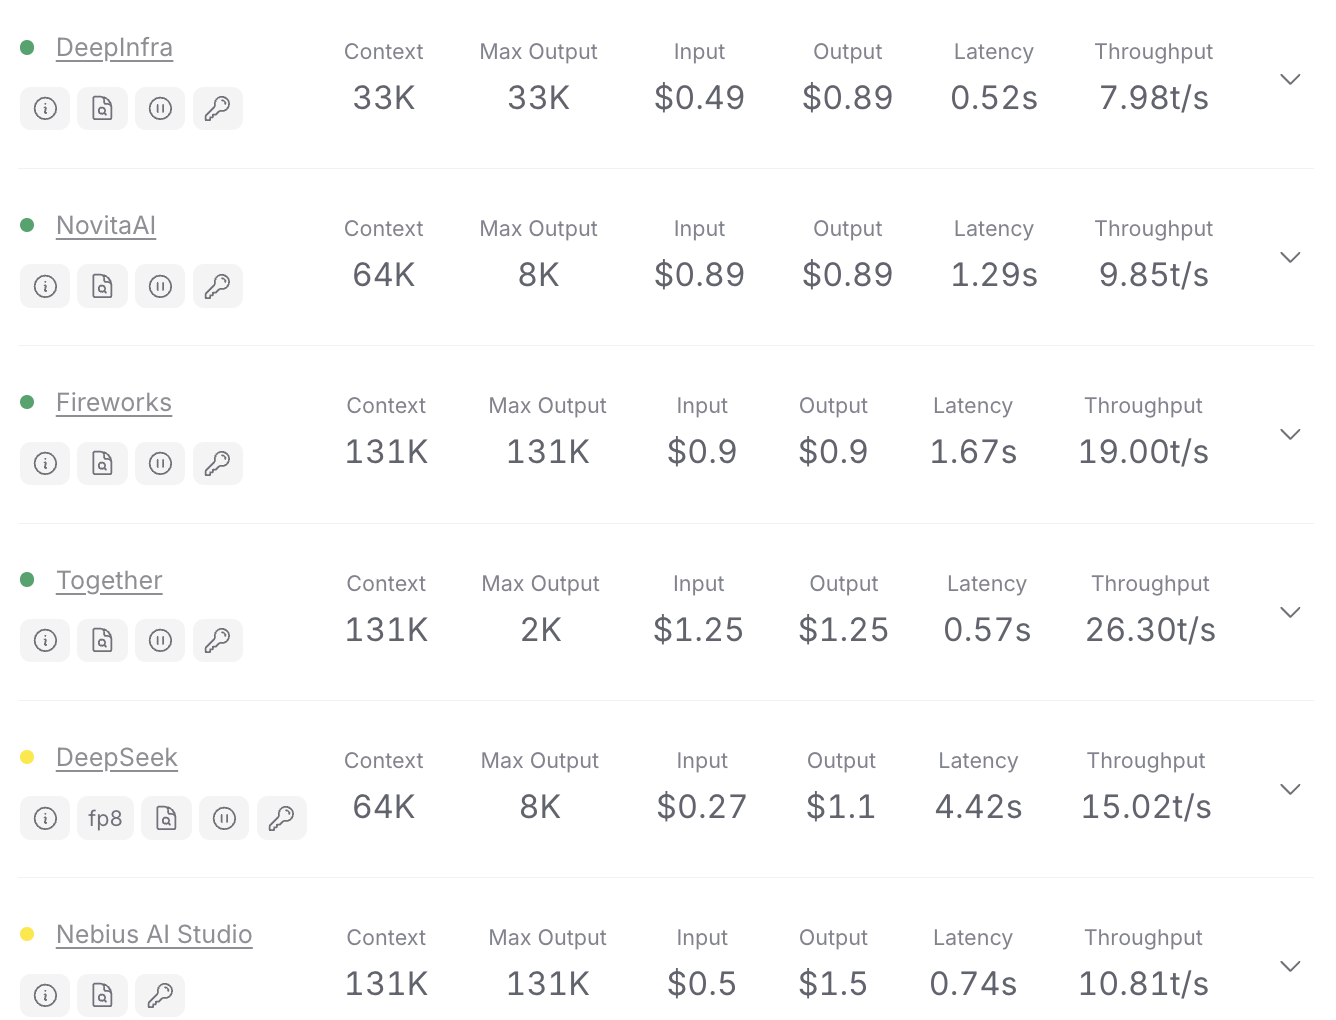 DeepInfra
Context Max Output Input Output Latency Throughput
33K 33K $0.49 $0.89 0.52s 7.98t/s
NovitaAI
Context Max Output Input Output Latency Throughput
64K 8K $0.89 $0.89 1.29s 9.85t/s
Fireworks
Context Max Output Input Output Latency Throughput
131K 131K $0.9 $0.9 1.67s 19.00t/s
Together
Context Max Output Input Output Latency Throughput
131K 2K $1.25 $1.25 0.57s 26.30t/s
DeepSeek
Context Max Output Input Output Latency Throughput
64K 8K $0.27 $1.1 4.42s 15.02t/s
fp8
Nebius AI Studio
Context Max Output Input Output Latency Throughput
131K 131K $0.5 $1.5 0.74s 10.81t/s